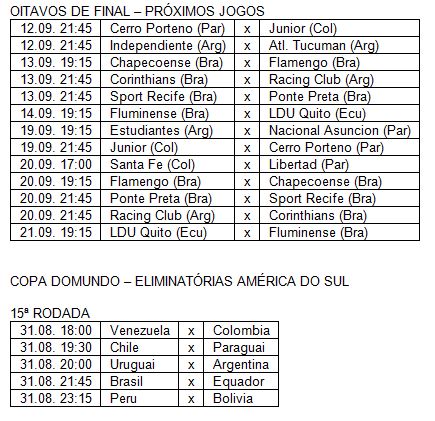 OITAVOS DE FINAL – PRÓXIMOS JOGOS
12.09. 21:45 Cerro Porteno (Par) x Junior (Col)
12.09. 21:45 Independiente (Arg) x Atl. Tucuman (Arg)
13.09. 19:15 Chapecoense (Bra) x Flamengo (Bra)
13.09. 21:45 Corinthians (Bra) x Racing Club (Arg)
13.09. 21:45 Sport Recife (Bra) x Ponte Preta (Bra)
14.09. 19:15 Fluminense (Bra) x LDU Quito (Ecu)
19.09. 19:15 Estudiantes (Arg) x Nacional Asuncion (Par)
19.09. 21:45 Junior (Col) x Cerro Porteno (Par)
20.09. 17:00 Santa Fe (Col) x Libertad (Par)
20.09. 19:15 Flamengo (Bra) x Chapecoense (Bra)
20.09. 21:45 Ponte Preta (Bra) x Sport Recife (Bra)
20.09. 21:45 Racing Club (Arg) x Corinthians (Bra)
21.09. 19:15 LDU Quito (Ecu) x Fluminense (Bra)
COPA DOMUNDO – ELIMINATÓRIAS AMÉRICA DO SUL
15ª RODADA
31.08. 18:00 Venezuela x Colombia
31.08. 19:30 Chile x Paraguai
31.08. 20:00 Uruguai x Argentina
31.08. 21:45 Brasil x Equador
31.08. 23:15 Peru x Bolivia